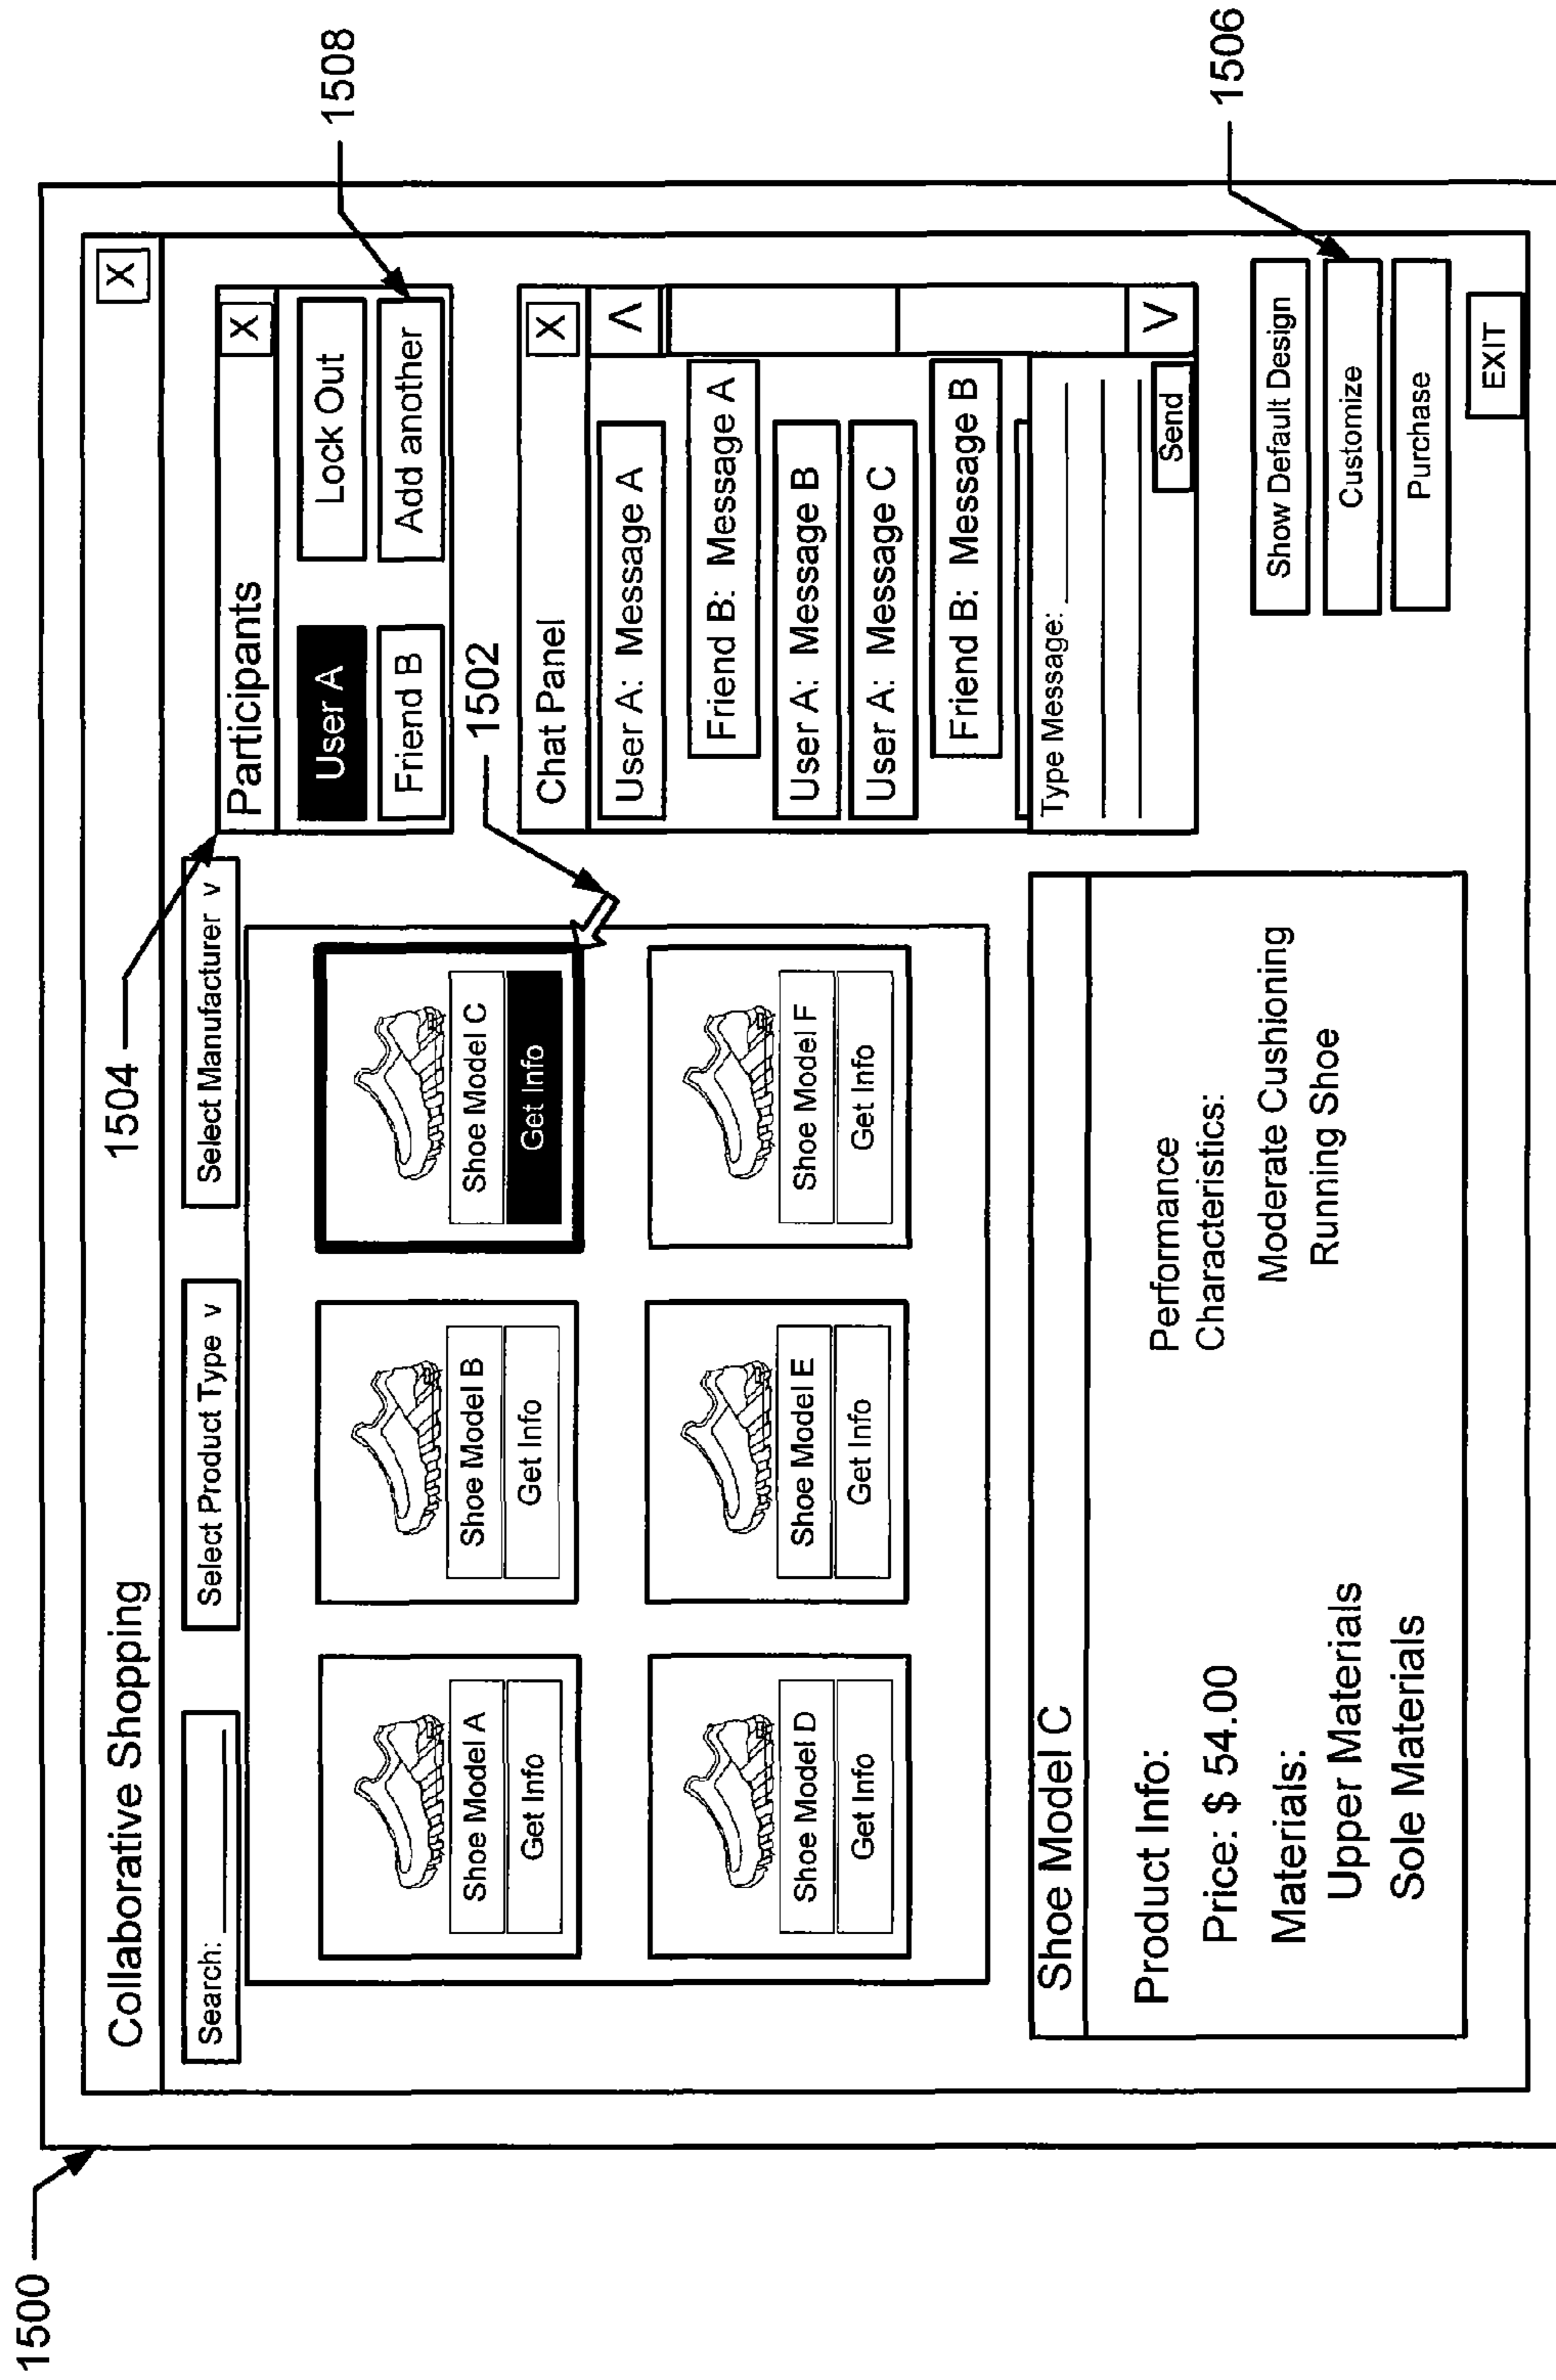 1500
Collaborative Shopping
X
1504
Search:
Select Product Type v
Select Manufacturer v
Shoe Model A
Get Info
Shoe Model B
Get Info
Shoe Model C
Get Info
Shoe Model D
Get Info
Shoe Model E
Get Info
Shoe Model F
Get Info
1502
Participants
X
User A
Lock Out
Friend B
Add another
1508
Chat Panel
X
User A: Message A
Friend B: Message A
User A: Message B
User A: Message C
Friend B: Message B
Type Message:
Send
Shoe Model C
Product Info:
Price: $ 54.00
Materials:
Upper Materials
Sole Materials
Performance
Characteristics:
Moderate Cushioning
Running Shoe
Show Default Design
Customize
Purchase
1506
EXIT